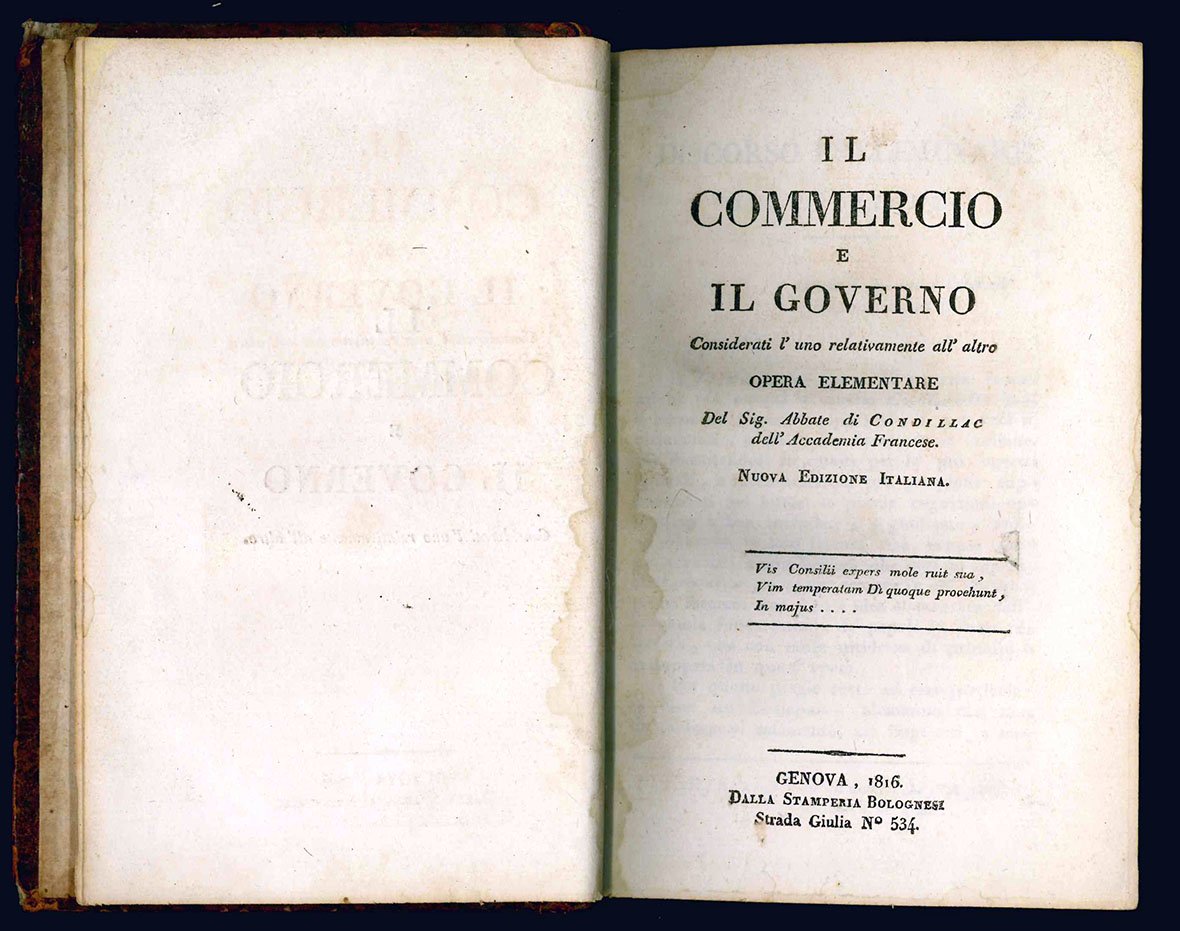 IL
COMMERCIO
E
IL GOVERNO
Considerati l' uno relativamente all' altro
OPERA ELEMENTARE
Del Sig. Abbate di CONDILLAC
dell' Accademia Francese.
NUOVA EDIZIONE ITALIANA.
Vis Consilii expers mole ruit sua,
Vim temperatam Dì quoque provehunt,
In majus . . . .
GENOVA, 1816.
DALLA STAMPERIA BOLOGNESI
Strada Giulia Nº 534.